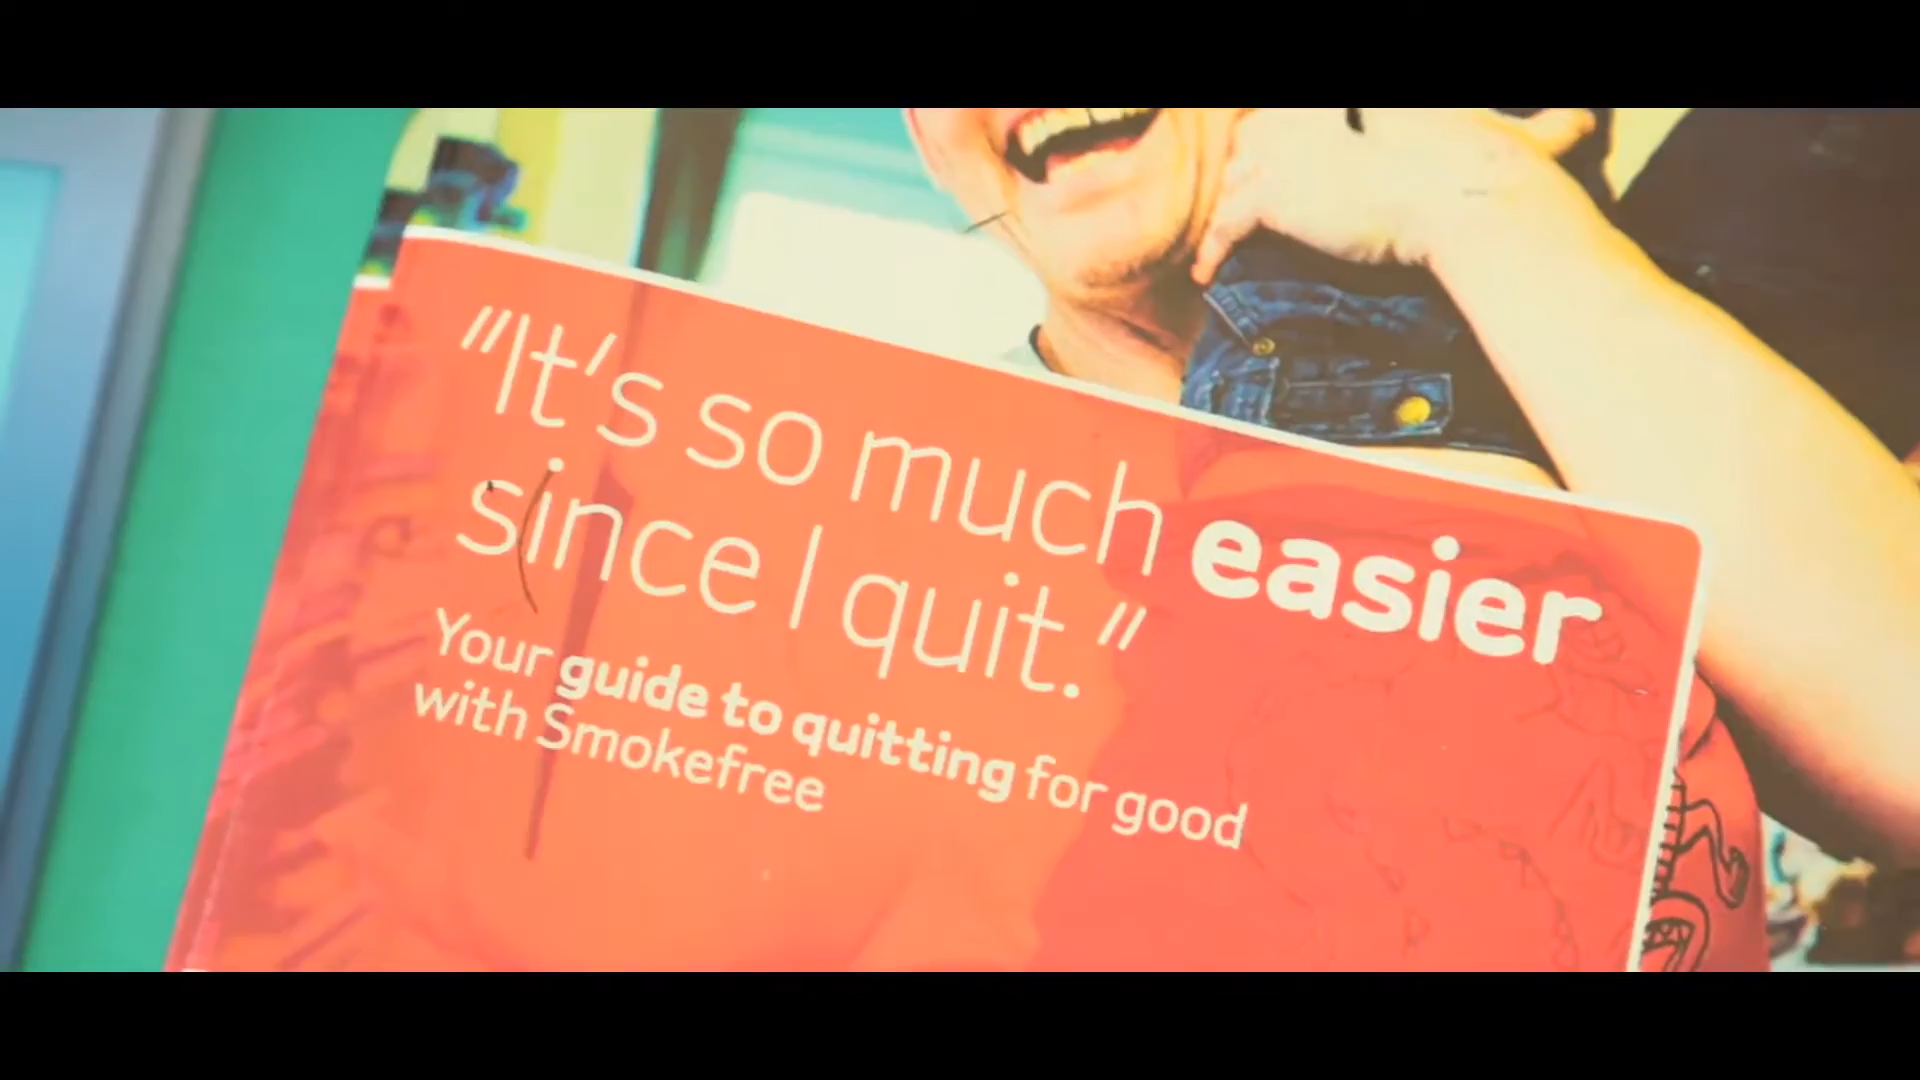 "It's so much easier
since I quit."
Your guide to quitting for good
with Smokefree